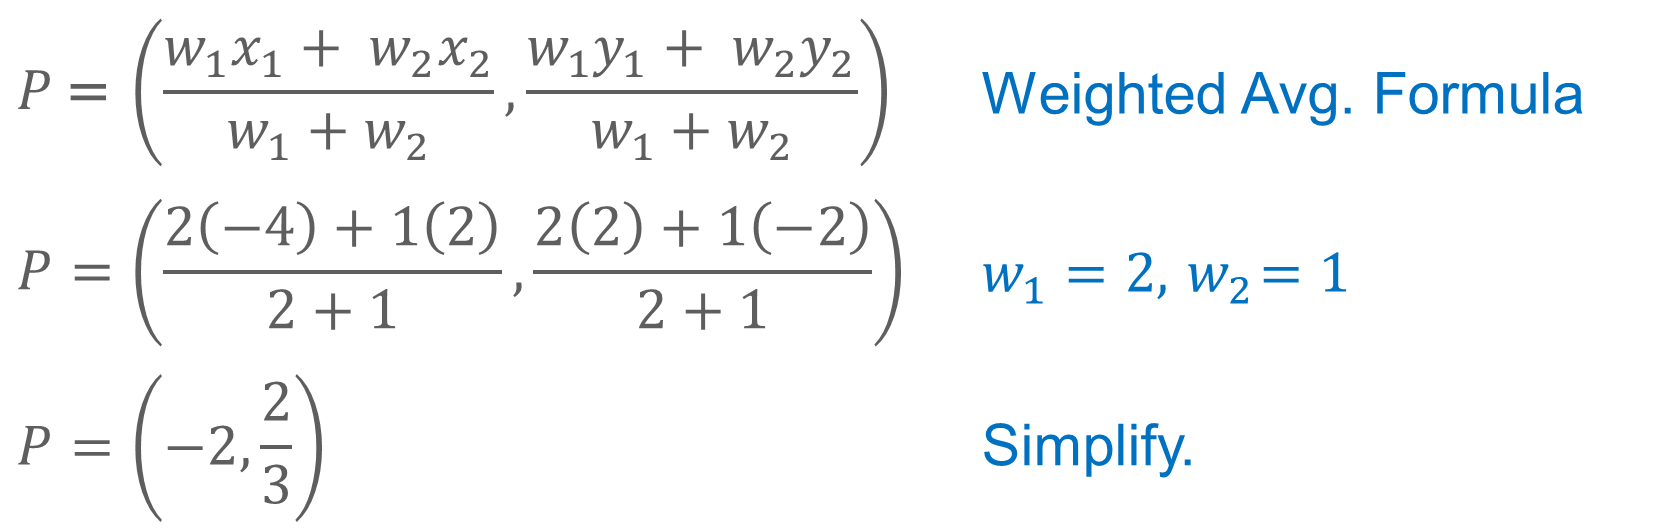 P = ( (w₁x₁ + w₂x₂)/(w₁ + w₂) , (w₁y₁ + w₂y₂)/(w₁ + w₂) ) Weighted Avg. Formula
P = ( (2(−4) + 1(2))/(2 + 1) , (2(2) + 1(−2))/(2 + 1) ) w₁ = 2, w₂ = 1
P = ( −2, 2/3 ) Simplify.